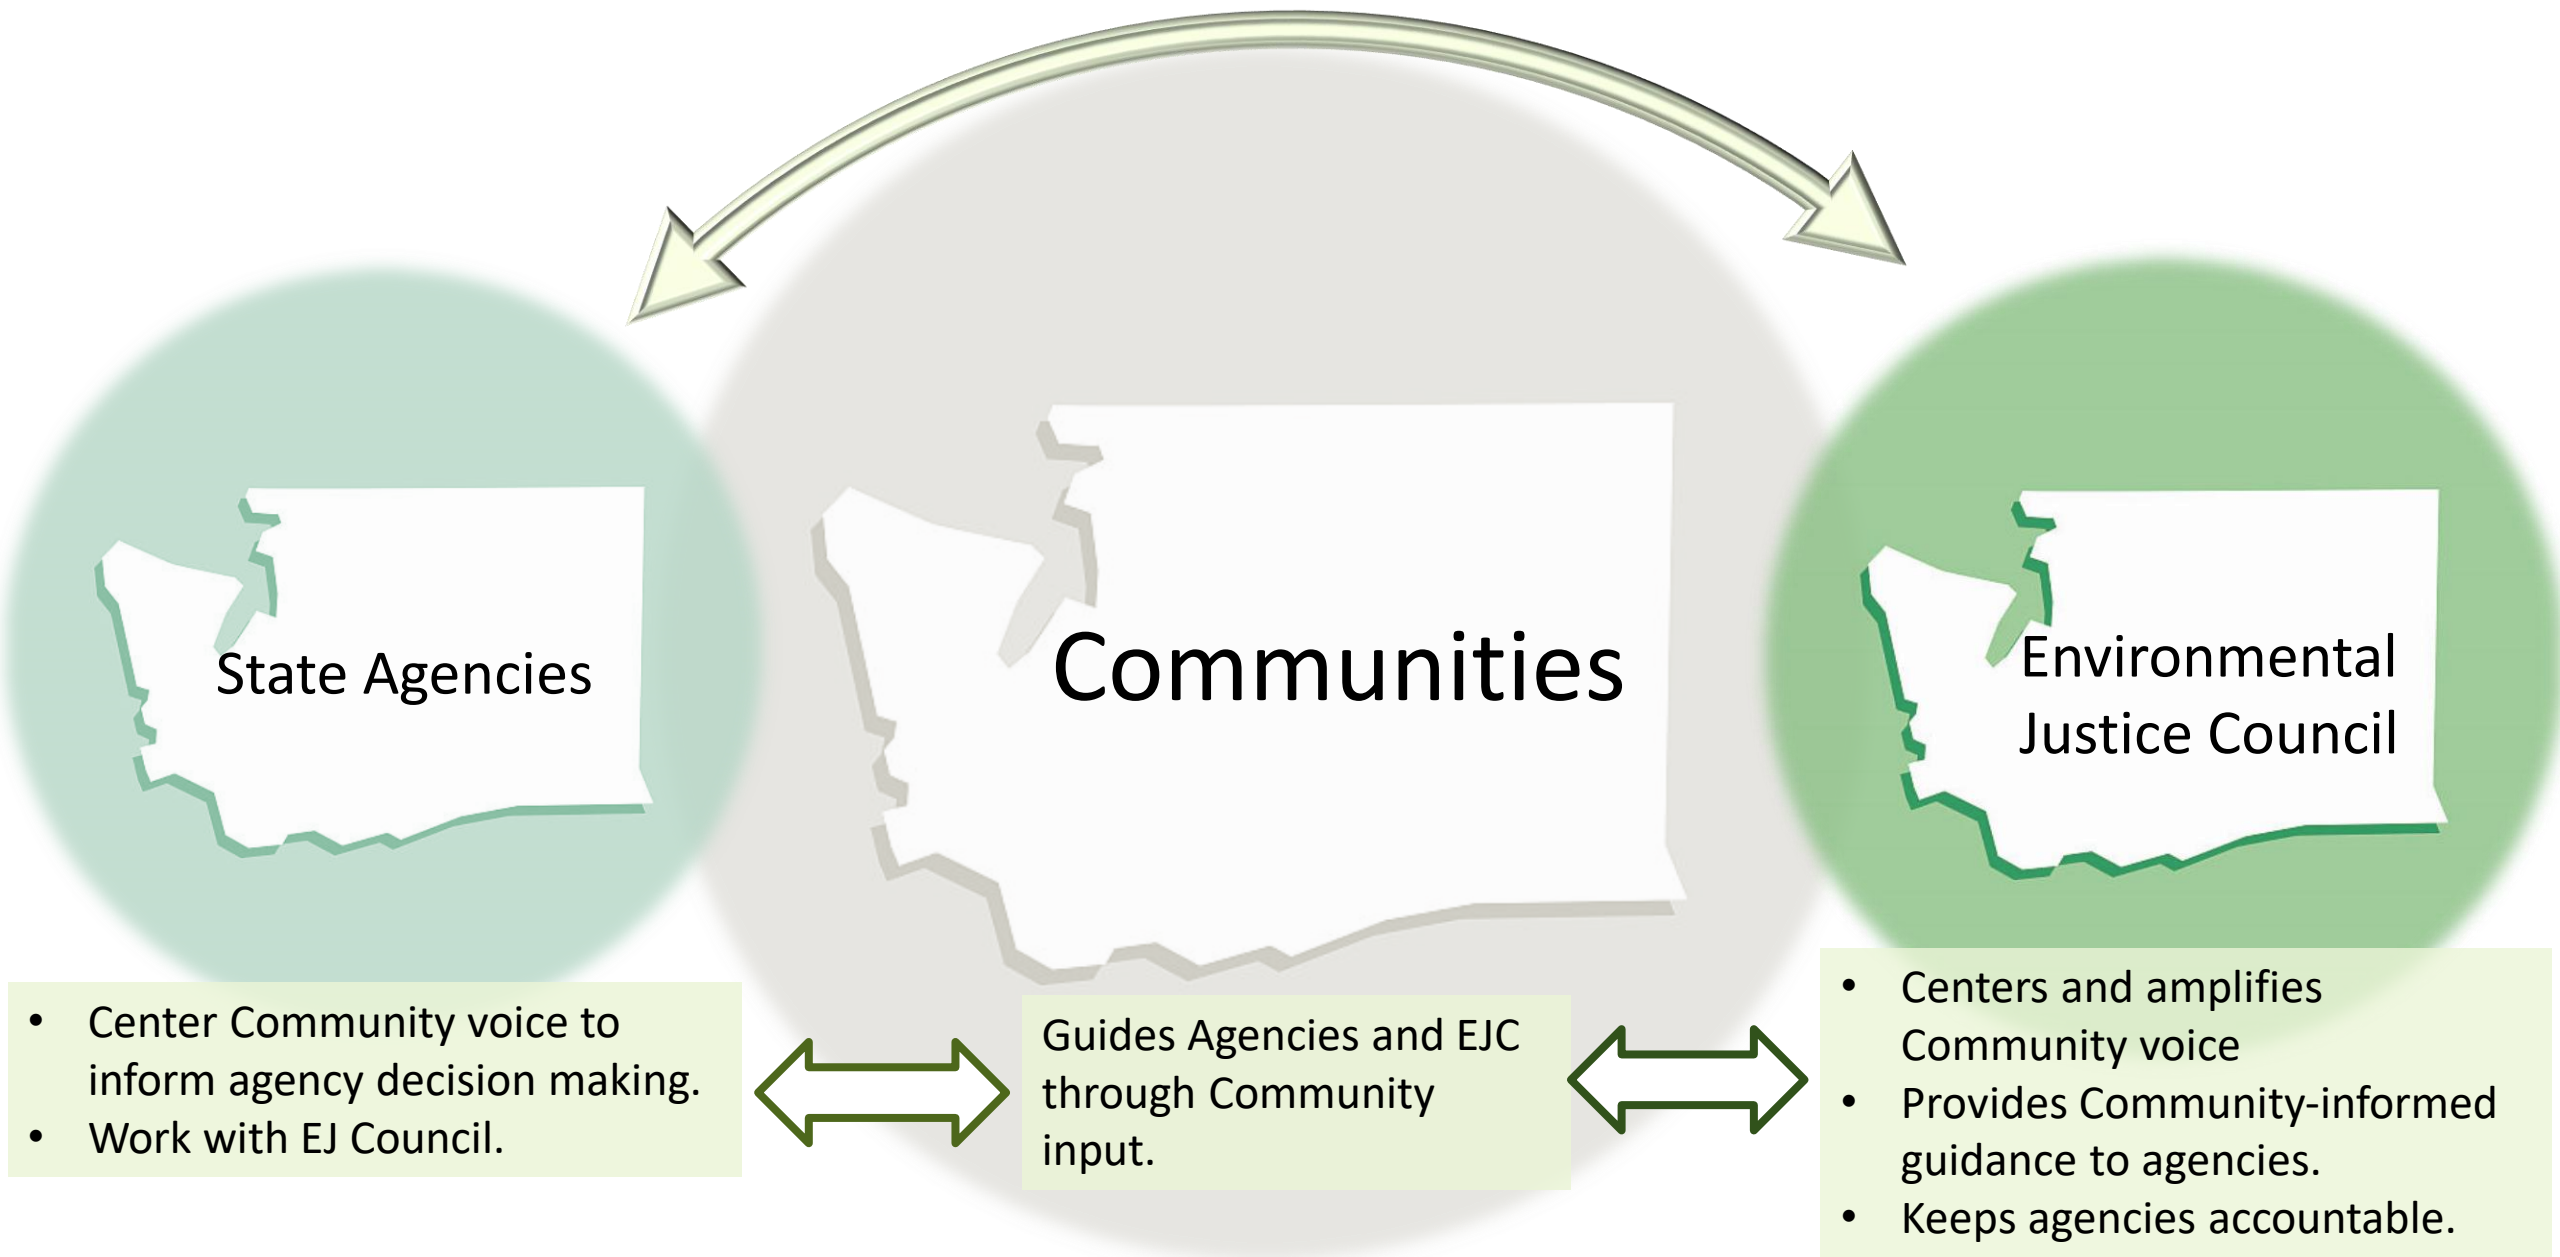 State Agencies
Communities
Environmental
Justice Council
• Center Community voice to
inform agency decision making.
• Work with EJ Council.
Guides Agencies and EJC
through Community
input.
• Centers and amplifies
Community voice
• Provides Community-informed
guidance to agencies.
• Keeps agencies accountable.